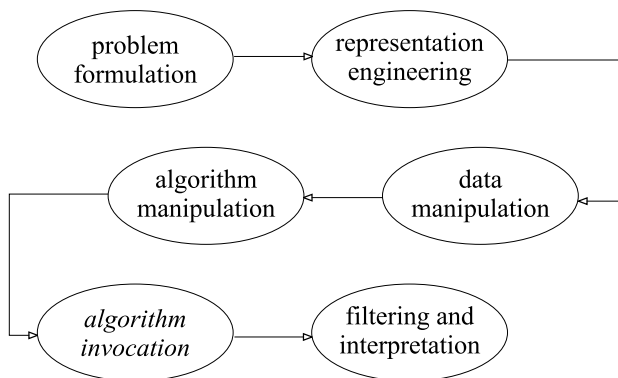 problem
formulation
representation
engineering
algorithm
manipulation
data
manipulation
algorithm
invocation
filtering and
interpretation